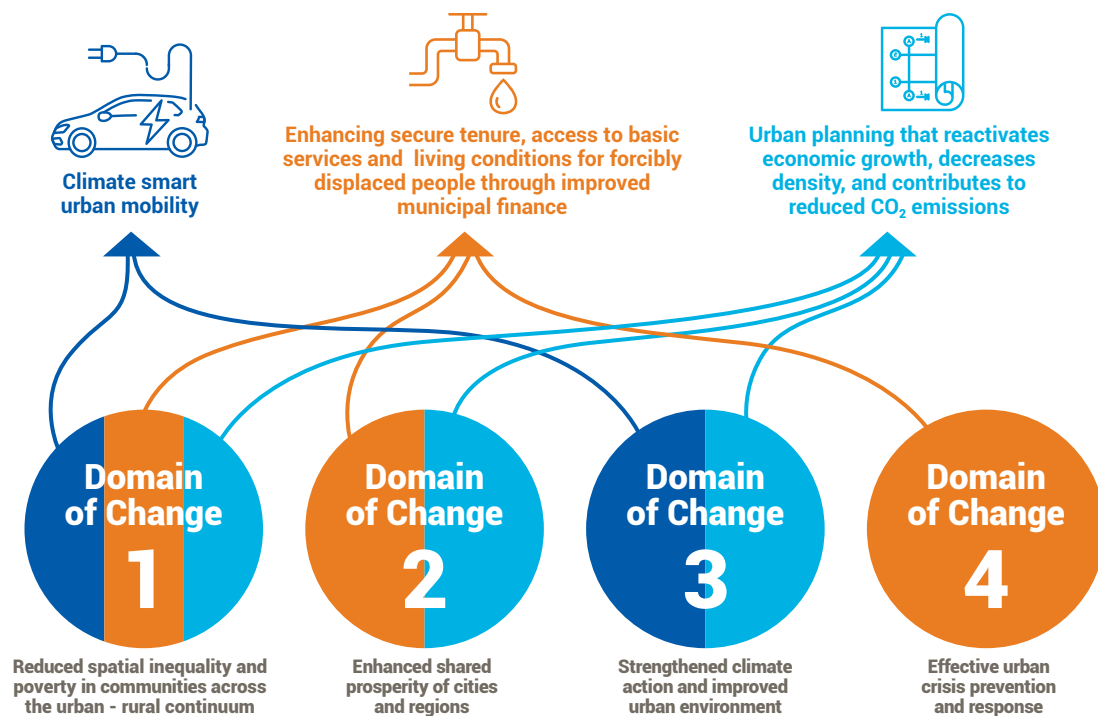 Climate smart
urban mobility
Enhancing secure tenure, access to basic
services and living conditions for forcibly
displaced people through improved
municipal finance
Urban planning that reactivates
economic growth, decreases
density, and contributes to
reduced CO₂ emissions
Domain
of Change
1
Domain
of Change
2
Domain
of Change
3
Domain
of Change
4
Reduced spatial inequality and
poverty in communities across
the urban - rural continuum
Enhanced shared
prosperity of cities
and regions
Strengthened climate
action and improved
urban environment
Effective urban
crisis prevention
and response